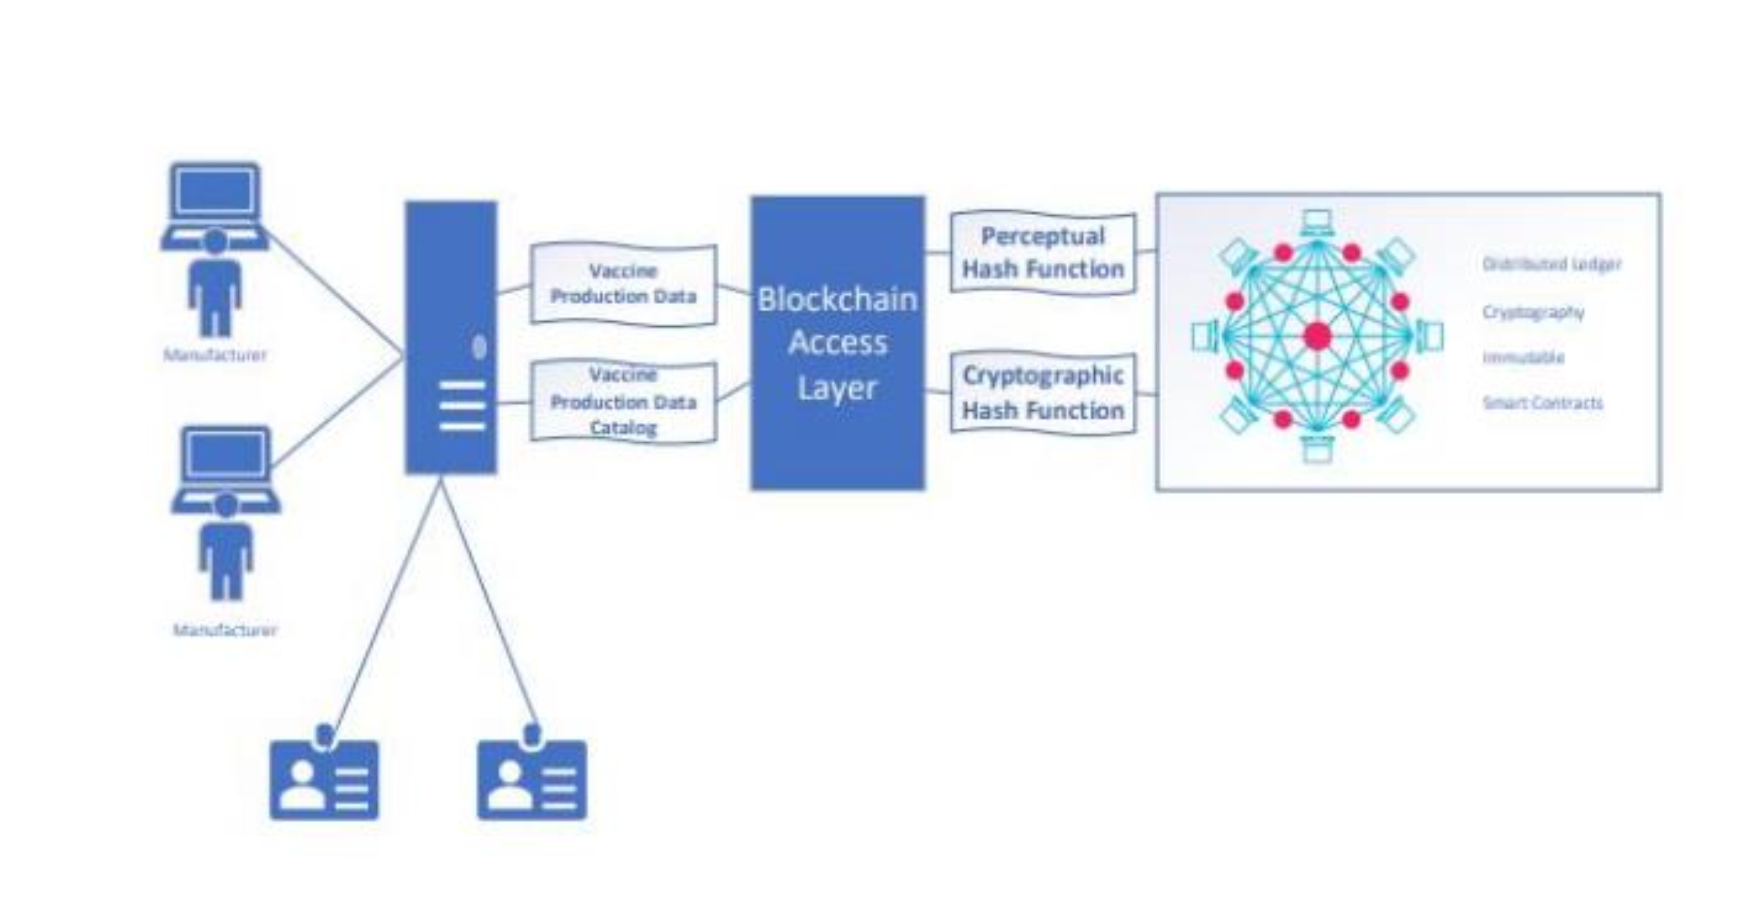 Manufacturer
Manufacturer
Vaccine
Production Data
Vaccine
Production Data
Catalog
Blockchain
Access
Layer
Perceptual
Hash Function
Cryptographic
Hash Function
Distributed Ledger
Cryptography
Immutable
Smart Contracts